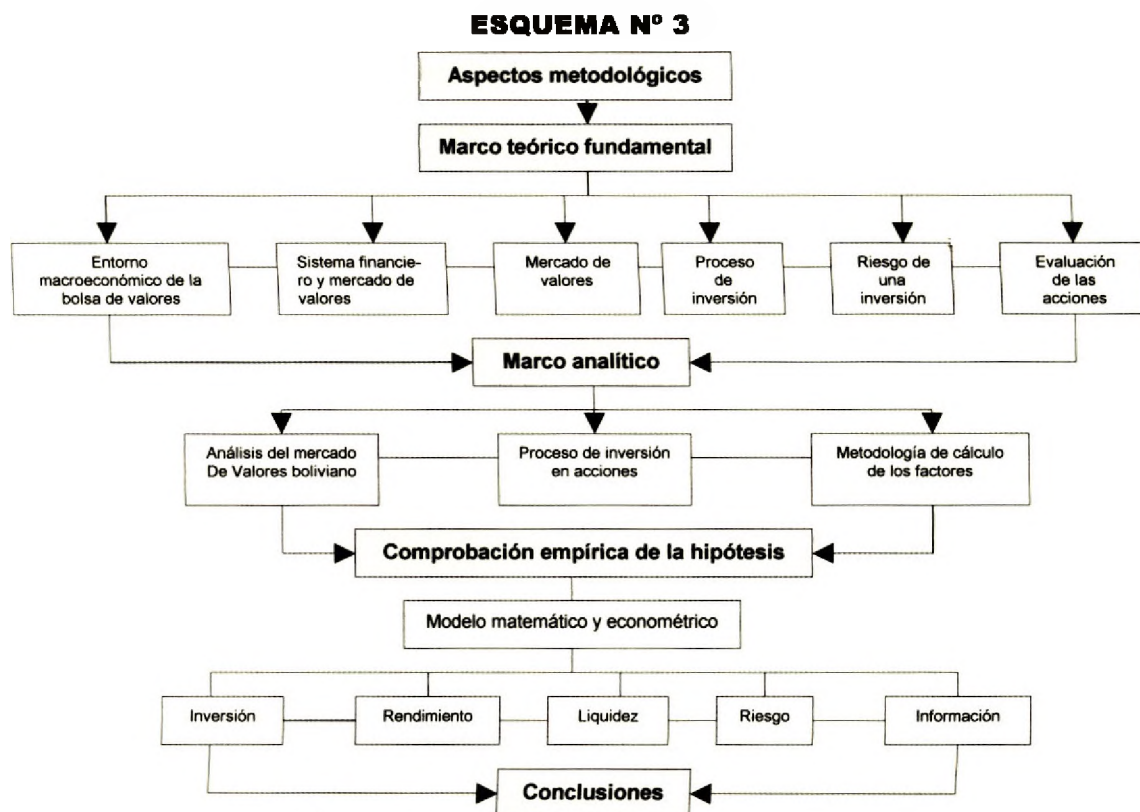 ESQUEMA Nº 3
Aspectos metodológicos
Marco teórico fundamental
Entorno
macroeconómico de la
bolsa de valores
Sistema financie-
ro y mercado de
valores
Mercado de
valores
Proceso
de
inversión
Riesgo de
una
inversión
Evaluación
de las
acciones
Marco analítico
Análisis del mercado
De Valores boliviano
Proceso de inversión
en acciones
Metodología de cálculo
de los factores
Comprobación empírica de la hipótesis
Modelo matemático y econométrico
Inversión
Rendimiento
Liquidez
Riesgo
Información
Conclusiones